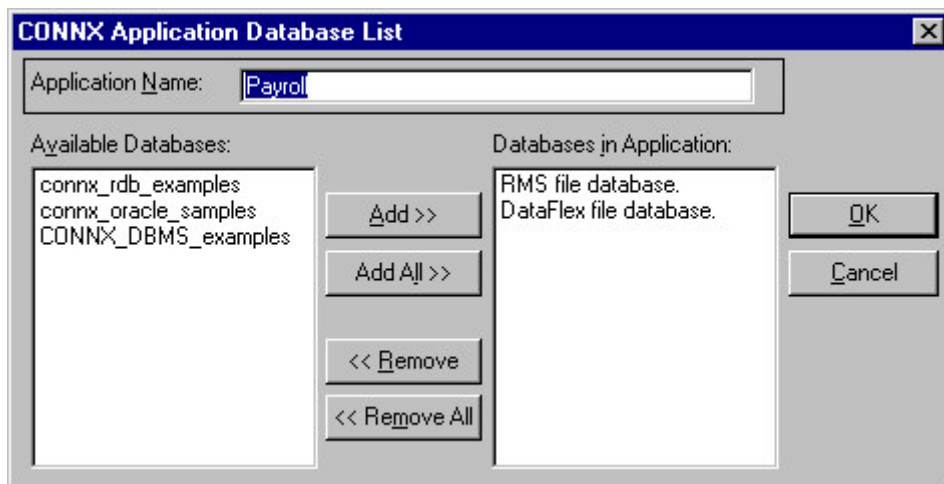 CONNX Application Database List
Application Name: Payroll
Available Databases:
connx_rdb_examples
connx_oracle_samples
CONNX_DBMS_examples
Add >>
Add All >>
<< Remove
<< Remove All
Databases in Application:
RMS file database.
DataFlex file database.
OK
Cancel